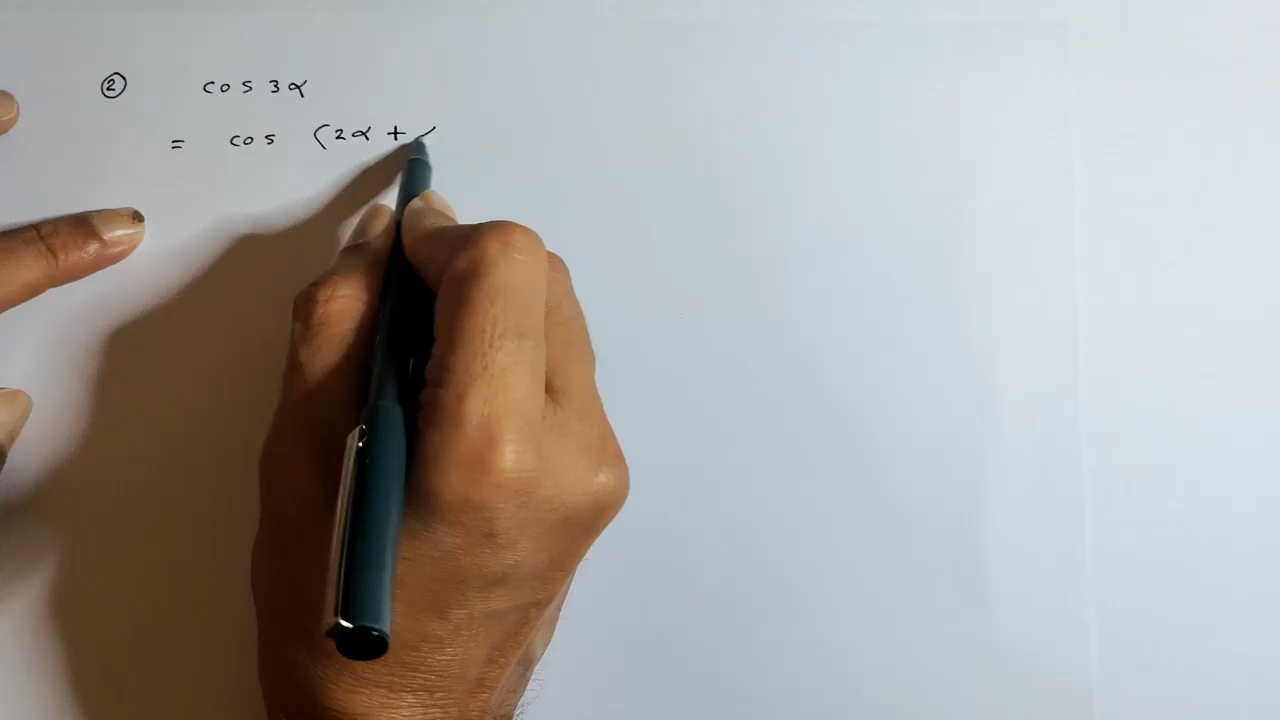 ② cos 3α
= cos (2α +